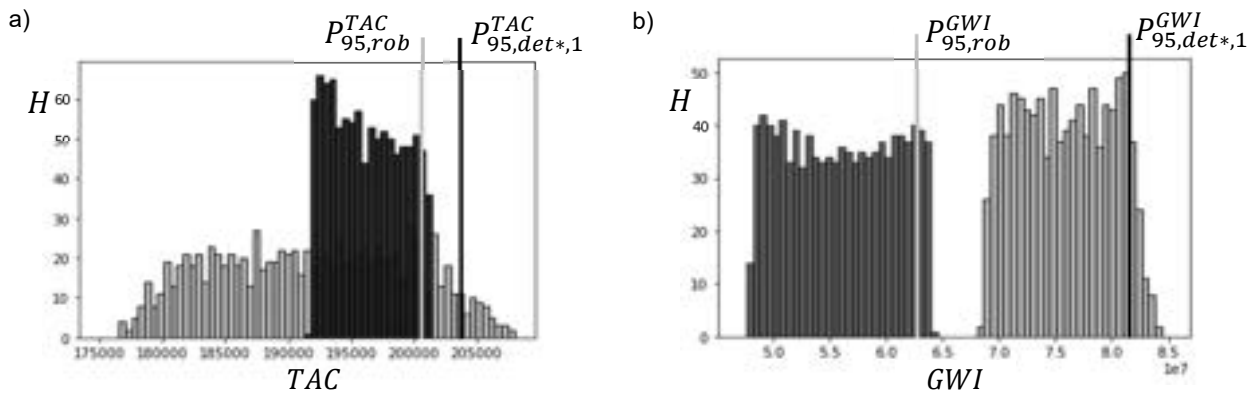 a)
P^{TAC}_{95,rob} P^{TAC}_{95,det*,1}
H
60
50
40
30
20
10
0
175000 180000 185000 190000 195000 200000 205000
TAC
b)
P^{GWI}_{95,rob} P^{GWI}_{95,det*,1}
H
50
40
30
20
10
0
5.0 5.5 6.0 6.5 7.0 7.5 8.0 8.5
1e7
GWI